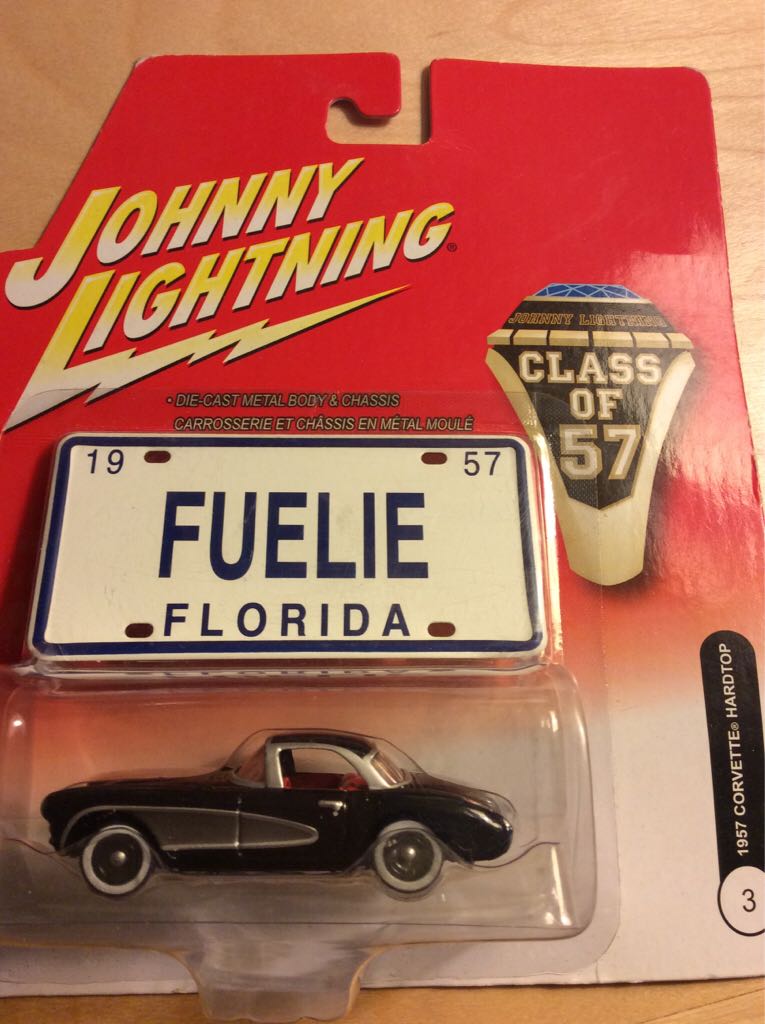 JOHNNY
LIGHTNING®
• DIE-CAST METAL BODY & CHASSIS
CARROSSERIE ET CHÂSSIS EN MÉTAL MOULÉ
JOHNNY LIGHTNING
CLASS
OF
57
19 57
FUELIE
FLORIDA
1957 CORVETTE® HARDTOP
3